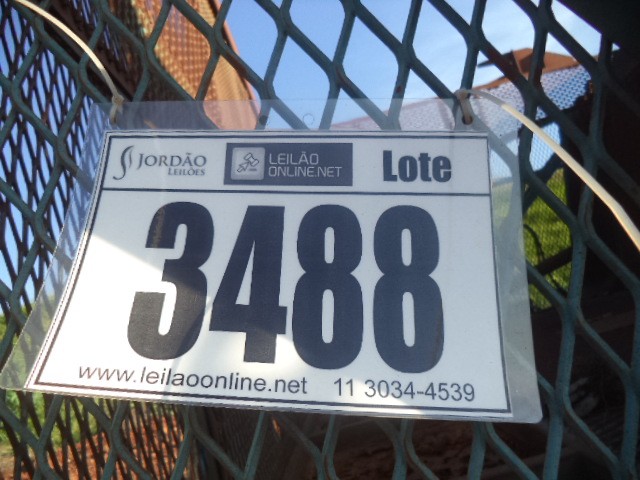 JORDÃO LEILÕES
LEILÃO ONLINE.NET
Lote
3488
www.leilaoonline.net 11 3034-4539